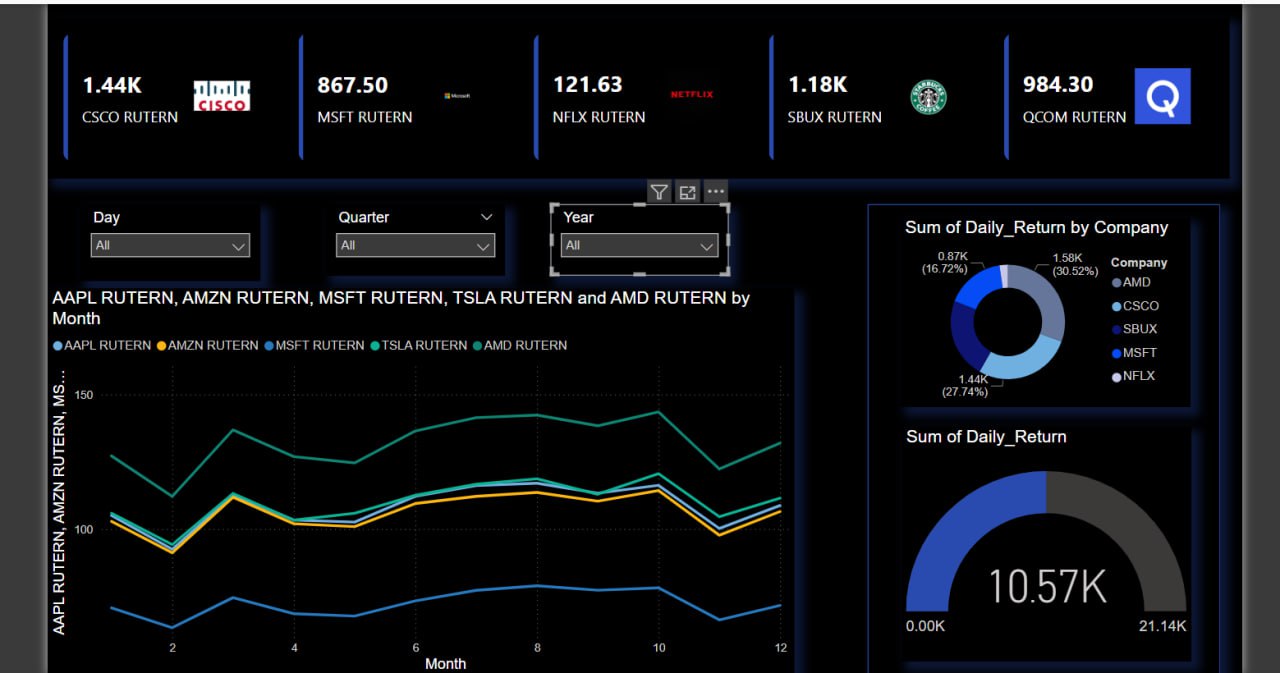 1.44K
CSCO RUTERN
CISCO
867.50
MSFT RUTERN
Microsoft
121.63
NFLX RUTERN
NETFLIX
1.18K
SBUX RUTERN
STARBUCKS
COFFEE
984.30
QCOM RUTERN
Q
Day
All
Quarter
All
Year
All
AAPL RUTERN, AMZN RUTERN, MSFT RUTERN, TSLA RUTERN and AMD RUTERN by
Month
AAPL RUTERN AMZN RUTERN MSFT RUTERN TSLA RUTERN AMD RUTERN
AAPL RUTERN, AMZN RUTERN, MS...
150
100
2 4 6 8 10 12
Month
Sum of Daily_Return by Company
0.87K
(16.72%)
1.58K
(30.52%)
1.44K
(27.74%)
Company
AMD
CSCO
SBUX
MSFT
NFLX
Sum of Daily_Return
10.57K
0.00K 21.14K